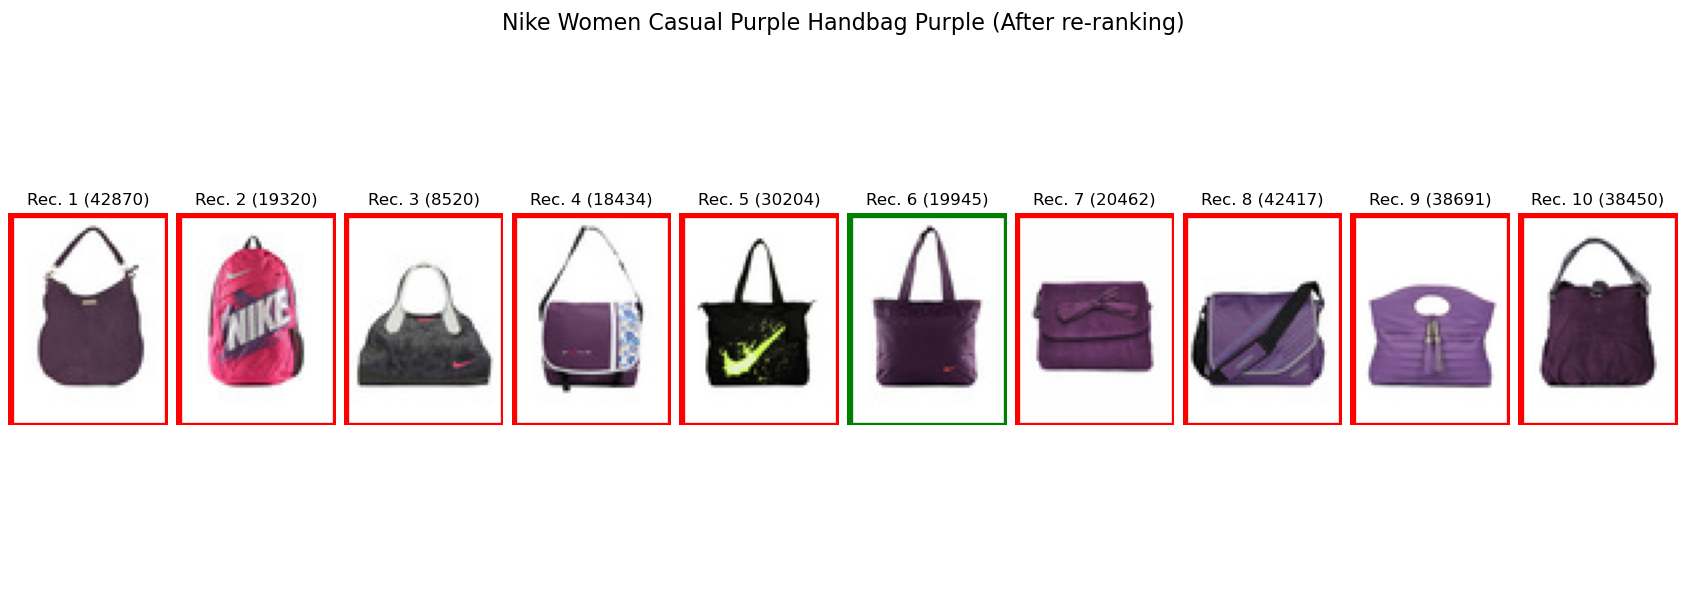 Nike Women Casual Purple Handbag Purple (After re-ranking)
Rec. 1 (42870)
Rec. 2 (19320)
Rec. 3 (8520)
Rec. 4 (18434)
Rec. 5 (30204)
Rec. 6 (19945)
Rec. 7 (20462)
Rec. 8 (42417)
Rec. 9 (38691)
Rec. 10 (38450)
NIKE